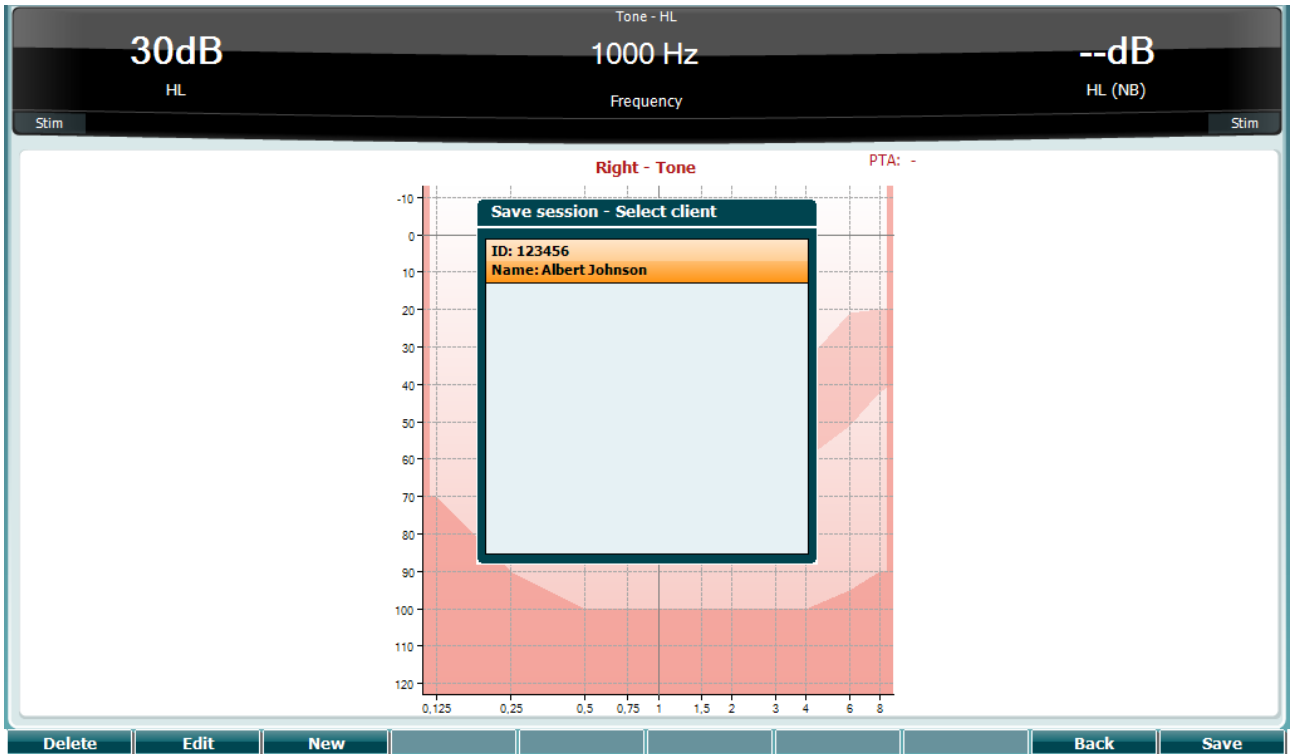 Tone - HL
30dB
1000 Hz
--dB
HL
Frequency
HL (NB)
Stim
Stim
Right - Tone
PTA: -
Save session - Select client
ID: 123456
Name: Albert Johnson
-10
0
10
20
30
40
50
60
70
80
90
100
110
120
0,125 0,25 0,5 0,75 1 1,5 2 3 4 6 8
Delete Edit New Back Save